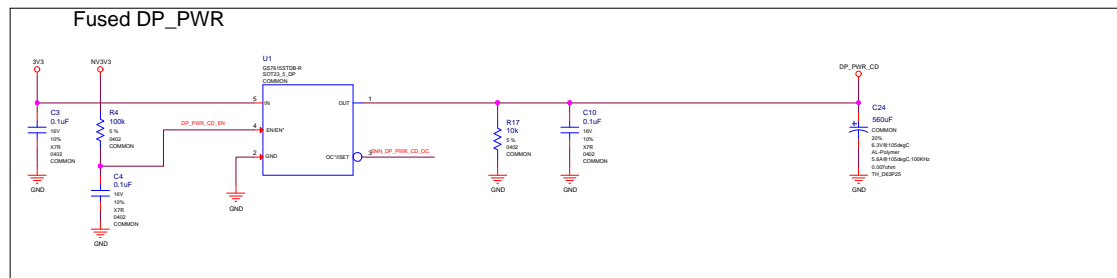 Fused DP_PWR
3V3
NV3V3
U1
GS7615STDB-R
SOT23_5_DP
COMMON
DP_PWR_CD
C3
0.1uF
16V
10%
X7R
0402
COMMON
GND
R4
100k
5 %
0402
COMMON
DP_PWR_CD_EN
C4
0.1uF
16V
10%
X7R
0402
COMMON
GND
5
IN
4
EN/EN*
2
GND
GND
OUT
1
OC*/ISET
3
SNN_DP_PWR_CD_OC
R17
10k
5 %
0402
COMMON
GND
C10
0.1uF
16V
10%
X7R
0402
COMMON
GND
C24
560uF
COMMON
20%
6.3V@105degC
AL-Polymer
5.6A@105degC,100KHz
0.007ohm
TH_D63P25
GND